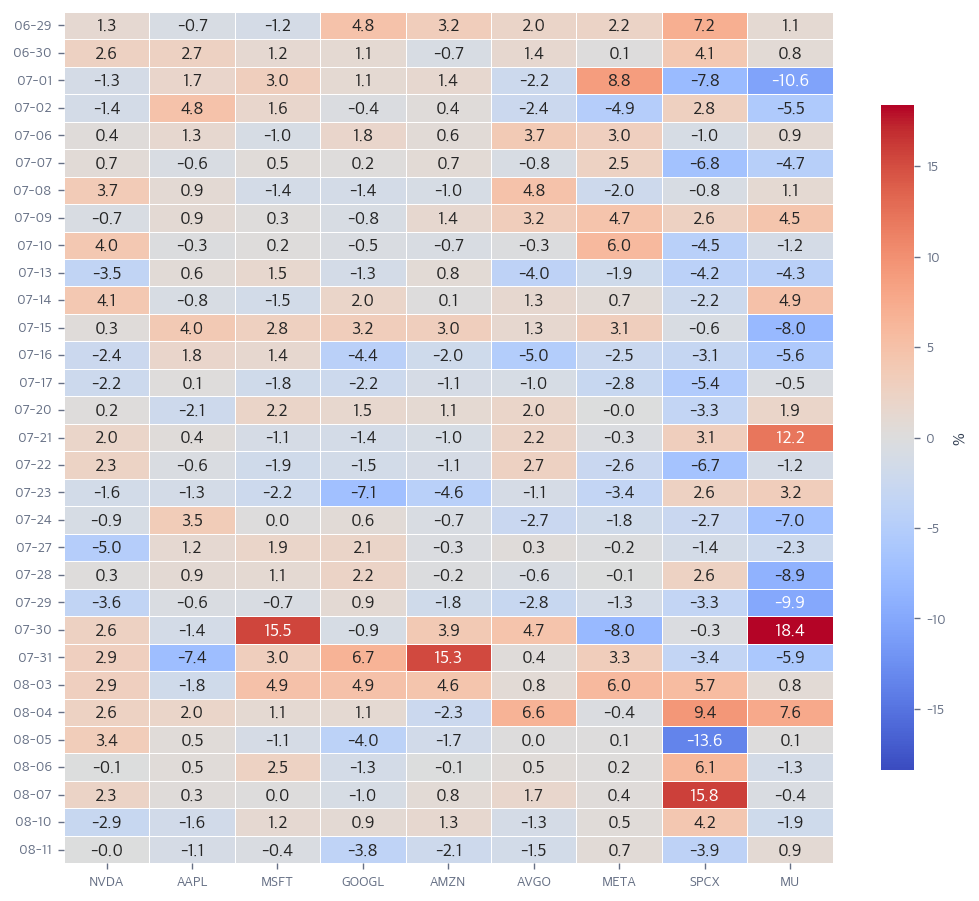 06-29 1.3 -0.7 -1.2 4.8 3.2 2.0 2.2 7.2 1.1
06-30 2.6 2.7 1.2 1.1 -0.7 1.4 0.1 4.1 0.8
07-01 -1.3 1.7 3.0 1.1 1.4 -2.2 8.8 -7.8 -10.6
07-02 -1.4 4.8 1.6 -0.4 0.4 -2.4 -4.9 2.8 -5.5
07-06 0.4 1.3 -1.0 1.8 0.6 3.7 3.0 -1.0 0.9
07-07 0.7 -0.6 0.5 0.2 0.7 -0.8 2.5 -6.8 -4.7
07-08 3.7 0.9 -1.4 -1.4 -1.0 4.8 -2.0 -0.8 1.1
07-09 -0.7 0.9 0.3 -0.8 1.4 3.2 4.7 2.6 4.5
07-10 4.0 -0.3 0.2 -0.5 -0.7 -0.3 6.0 -4.5 -1.2
07-13 -3.5 0.6 1.5 -1.3 0.8 -4.0 -1.9 -4.2 -4.3
07-14 4.1 -0.8 -1.5 2.0 0.1 1.3 0.7 -2.2 4.9
07-15 0.3 4.0 2.8 3.2 3.0 1.3 3.1 -0.6 -8.0
07-16 -2.4 1.8 1.4 -4.4 -2.0 -5.0 -2.5 -3.1 -5.6
07-17 -2.2 0.1 -1.8 -2.2 -1.1 -1.0 -2.8 -5.4 -0.5
07-20 0.2 -2.1 2.2 1.5 1.1 2.0 -0.0 -3.3 1.9
07-21 2.0 0.4 -1.1 -1.4 -1.0 2.2 -0.3 3.1 12.2
07-22 2.3 -0.6 -1.9 -1.5 -1.1 2.7 -2.6 -6.7 -1.2
07-23 -1.6 -1.3 -2.2 -7.1 -4.6 -1.1 -3.4 2.6 3.2
07-24 -0.9 3.5 0.0 0.6 -0.7 -2.7 -1.8 -2.7 -7.0
07-27 -5.0 1.2 1.9 2.1 -0.3 0.3 -0.2 -1.4 -2.3
07-28 0.3 0.9 1.1 2.2 -0.2 -0.6 -0.1 2.6 -8.9
07-29 -3.6 -0.6 -0.7 0.9 -1.8 -2.8 -1.3 -3.3 -9.9
07-30 2.6 -1.4 15.5 -0.9 3.9 4.7 -8.0 -0.3 18.4
07-31 2.9 -7.4 3.0 6.7 15.3 0.4 3.3 -3.4 -5.9
08-03 2.9 -1.8 4.9 4.9 4.6 0.8 6.0 5.7 0.8
08-04 2.6 2.0 1.1 1.1 -2.3 6.6 -0.4 9.4 7.6
08-05 3.4 0.5 -1.1 -4.0 -1.7 0.0 0.1 -13.6 0.1
08-06 -0.1 0.5 2.5 -1.3 -0.1 0.5 0.2 6.1 -1.3
08-07 2.3 0.3 0.0 -1.0 0.8 1.7 0.4 15.8 -0.4
08-10 -2.9 -1.6 1.2 0.9 1.3 -1.3 0.5 4.2 -1.9
08-11 -0.0 -1.1 -0.4 -3.8 -2.1 -1.5 0.7 -3.9 0.9
NVDA AAPL MSFT GOOGL AMZN AVGO META SPCX MU
15
10
5
0
-5
-10
-15
%